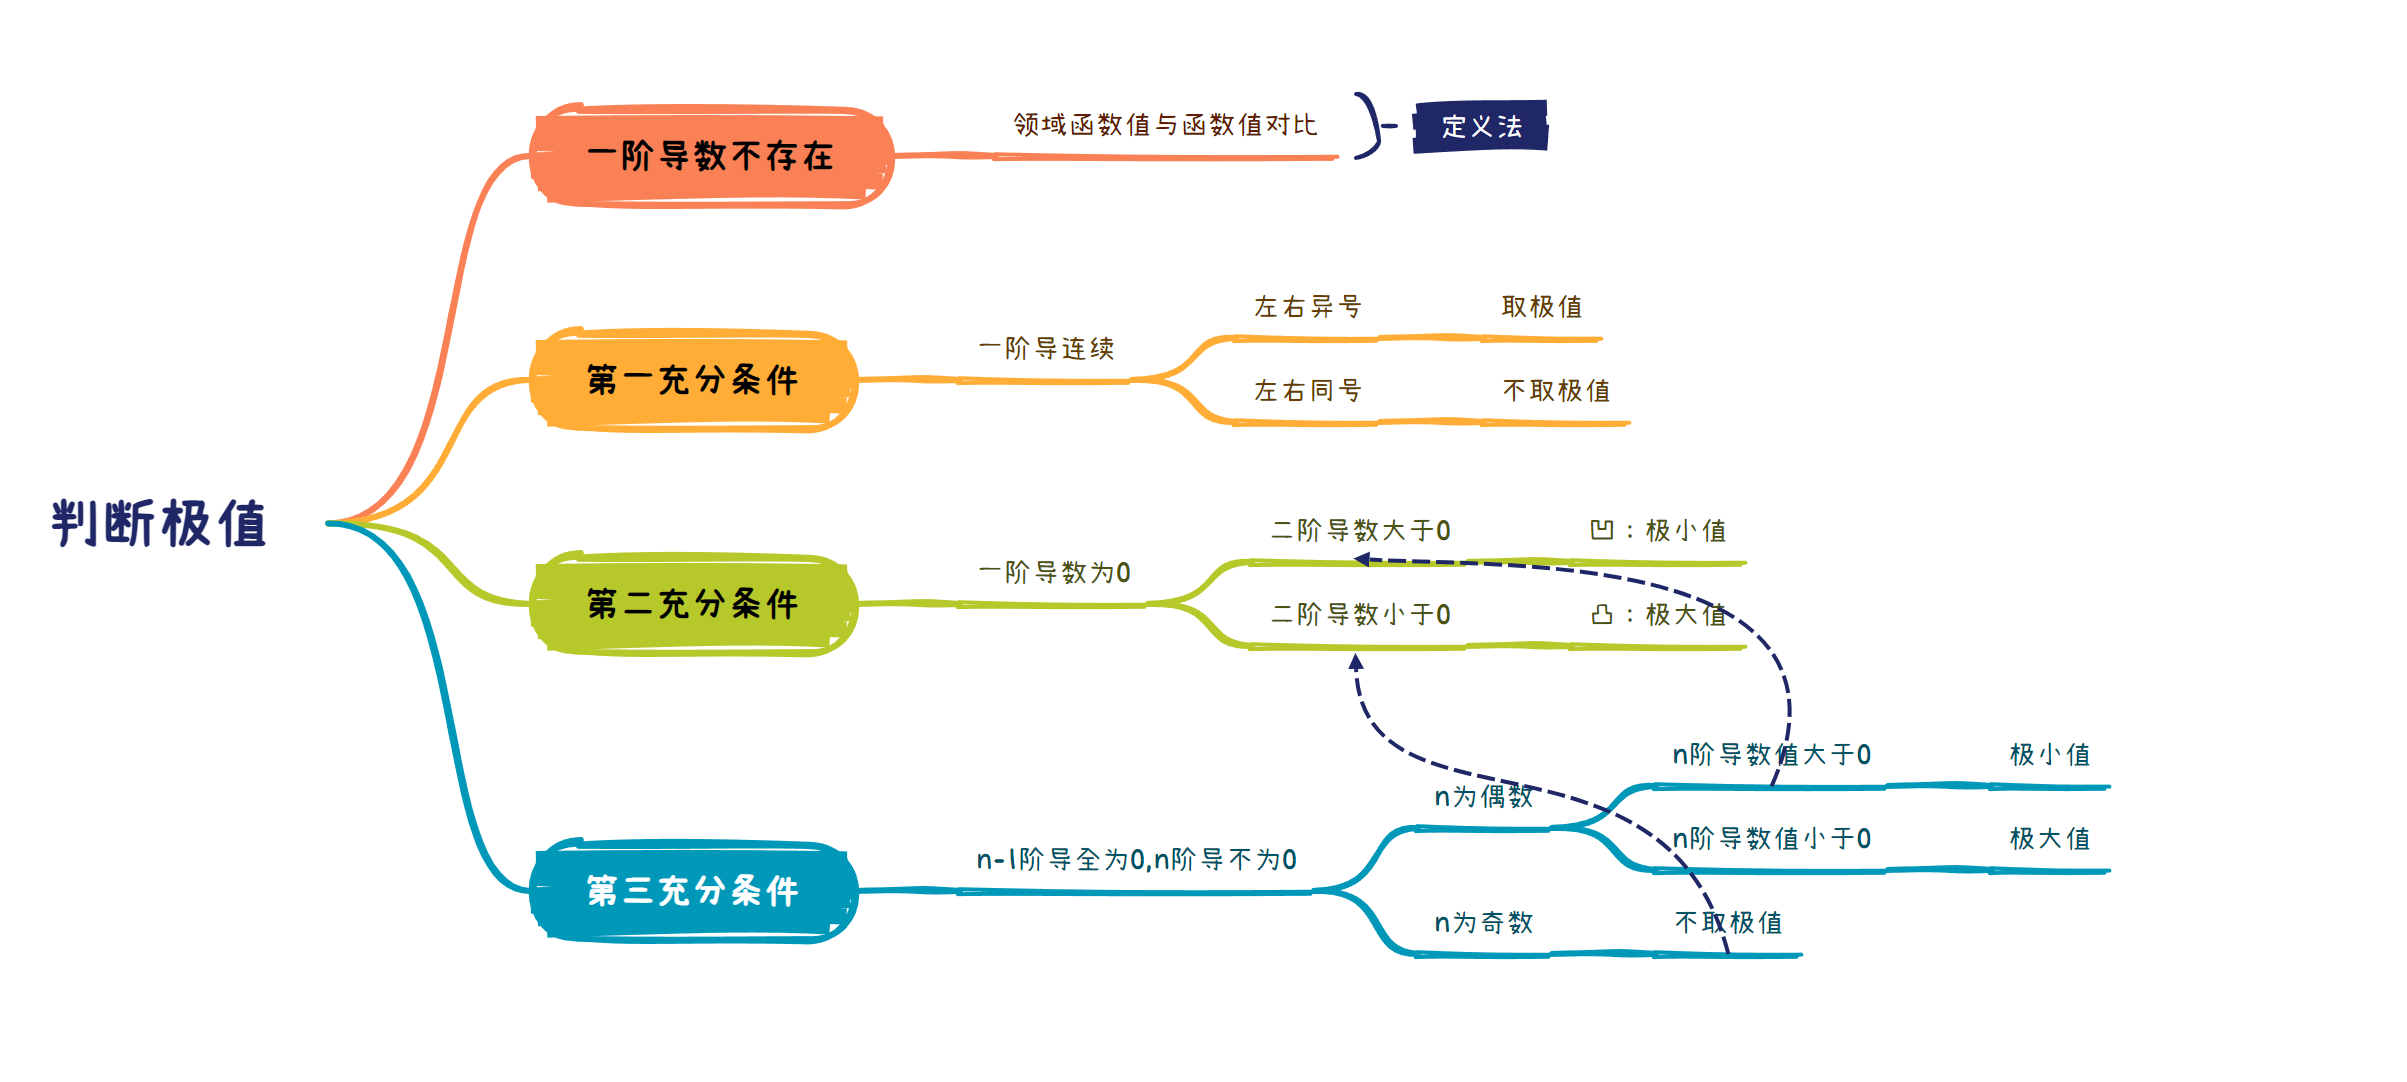 判断极值
一阶导数不存在
领域函数值与函数值对比
定义法
第一充分条件
一阶导连续
左右异号
取极值
左右同号
不取极值
第二充分条件
一阶导数为0
二阶导数大于0
凹：极小值
二阶导数小于0
凸：极大值
第三充分条件
n-1阶导全为0,n阶导不为0
n为偶数
n阶导数值大于0
极小值
n阶导数值小于0
极大值
n为奇数
不取极值